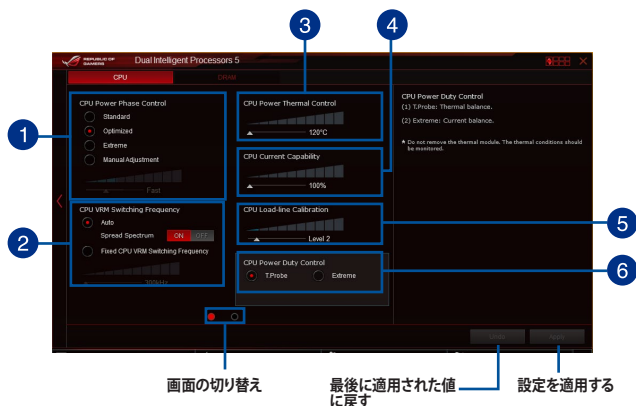 3
4
REPUBLIC OF GAMERS
Dual Intelligent Processors 5
CPU
DRAM
1
CPU Power Phase Control
Standard
Optimized
Extreme
Manual Adjustment
Fast
2
CPU VRM Switching Frequency
Auto
Spread Spectrum ON OFF
Fixed CPU VRM Switching Frequency
300kHz
CPU Power Thermal Control
120°C
CPU Current Capability
100%
CPU Load-line Calibration
Level 2
5
CPU Power Duty Control
T.Probe Extreme
6
CPU Power Duty Control
(1) T.Probe: Thermal balance.
(2) Extreme: Current balance.
* Do not remove the thermal module. The thermal conditions should
be monitored.
Undo
Apply
画面の切り替え
最後に適用された値
に戻す
設定を適用する